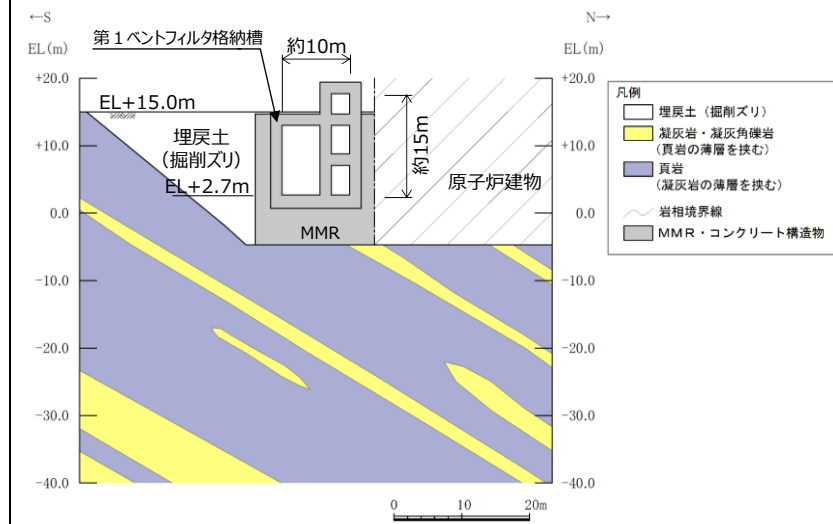 ←S
N→
EL(m)
EL(m)
第1ベントフィルタ格納槽
約10m
+20.0
+20.0
EL+15.0m
+10.0
+10.0
埋戻土
(掘削ズリ)
約15m
EL+2.7m
原子炉建物
0.0
0.0
MMR
-10.0
-10.0
-20.0
-20.0
-30.0
-30.0
-40.0
-40.0
0
10
20m
凡例
埋戻土(掘削ズリ)
凝灰岩・凝灰角礫岩
(頁岩の薄層を挟む)
頁岩
(凝灰岩の薄層を挟む)
岩相境界線
MMR・コンクリート構造物